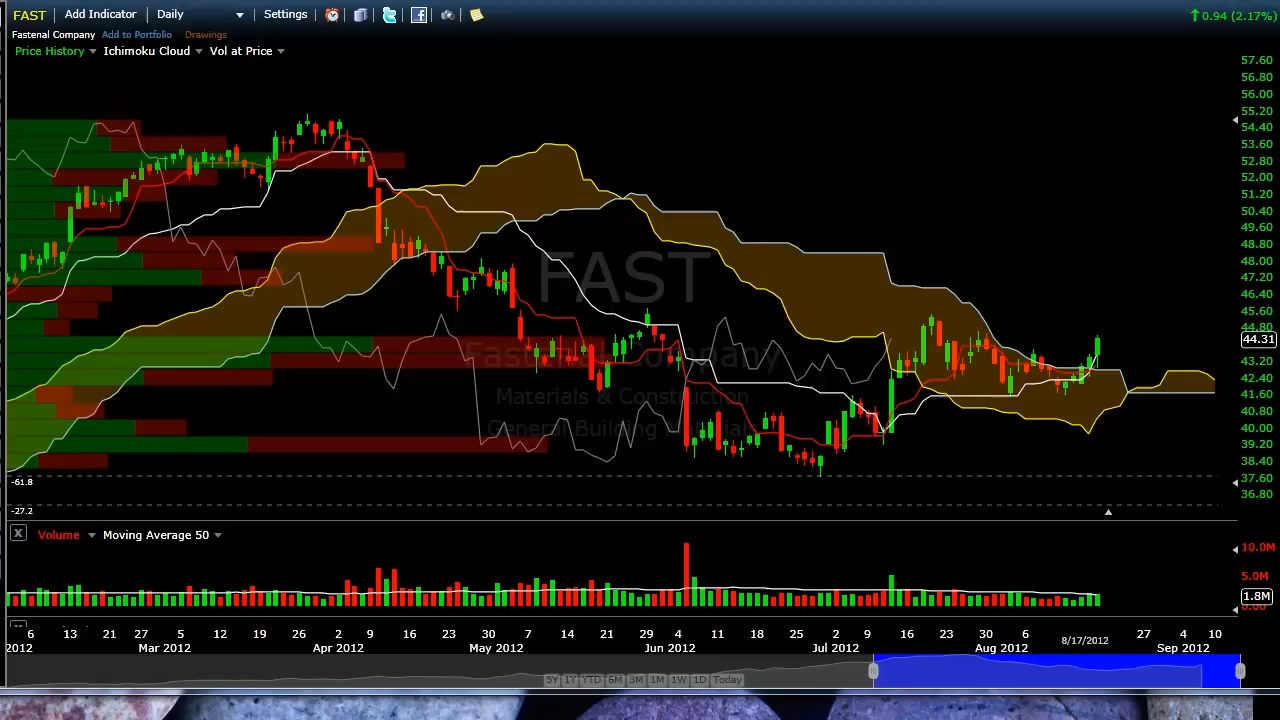 FAST Add Indicator Daily Settings 0.94 (2.17%)
Fastenal Company Add to Portfolio Drawings
Price History Ichimoku Cloud Vol at Price
57.60
56.80
56.00
55.20
54.40
53.60
52.80
52.00
51.20
50.40
49.60
48.80
48.00
47.20
46.40
45.60
44.80
44.31
43.20
42.40
41.60
40.80
40.00
39.20
38.40
37.60
36.80
FAST
Fastenal Company
Materials & Construction
General Building Materials
-61.8
-27.2
X Volume Moving Average 50
10.0M
5.0M
1.8M
0.00
6 13 21 27 5 12 19 26 2 9 16 23 30 7 14 21 29 4 11 18 25 2 9 16 23 30 6 8/17/2012 27 4 10
2012 Mar 2012 Apr 2012 May 2012 Jun 2012 Jul 2012 Aug 2012 Sep 2012
5Y 1Y YTD 6M 3M 1M 1W 1D Today